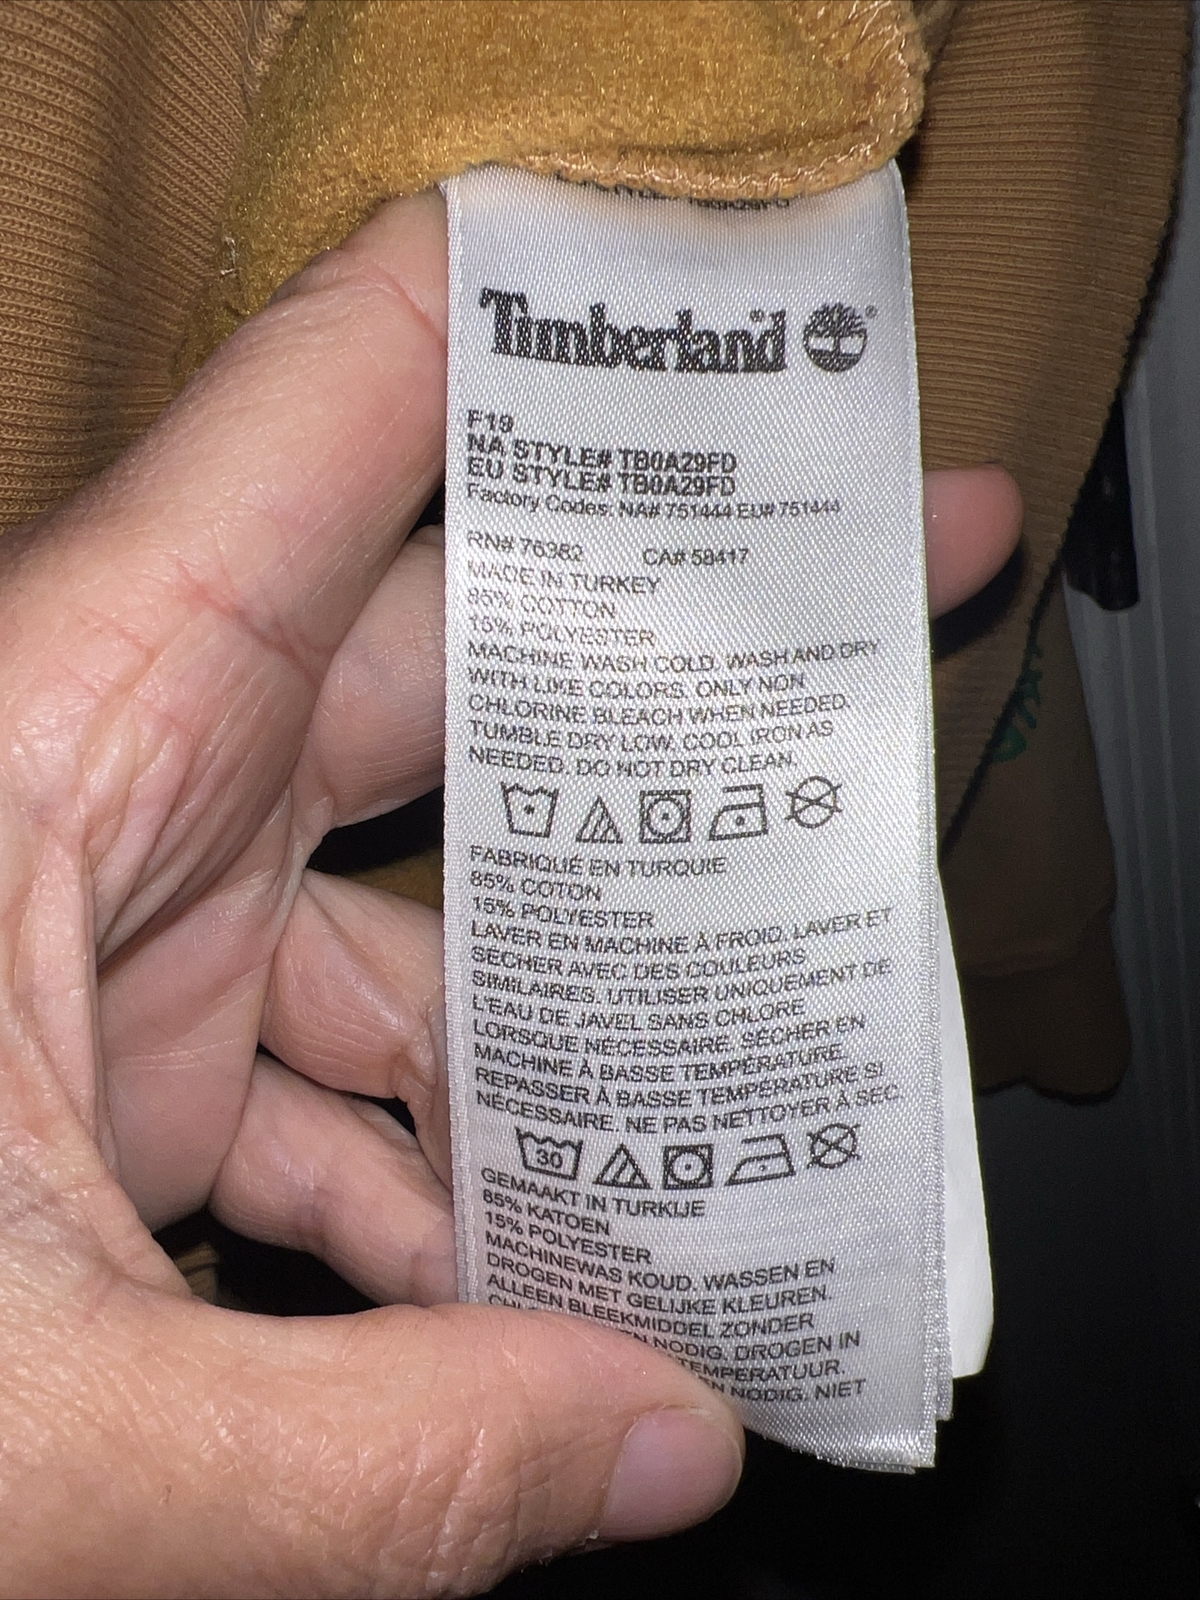 Timberland ®
F19
NA STYLE# TB0A29FD
EU STYLE# TB0A29FD
Factory Codes: NA# 751444 EU# 751444
RN# 76382 CA# 58417
MADE IN TURKEY
85% COTTON
15% POLYESTER
MACHINE WASH COLD. WASH AND DRY
WITH LIKE COLORS. ONLY NON
CHLORINE BLEACH WHEN NEEDED.
TUMBLE DRY LOW. COOL IRON AS
NEEDED. DO NOT DRY CLEAN.
FABRIQUÉ EN TURQUIE
85% COTON
15% POLYESTER
LAVER EN MACHINE À FROID. LAVER ET
SÉCHER AVEC DES COULEURS
SIMILAIRES. UTILISER UNIQUEMENT DE
L'EAU DE JAVEL SANS CHLORE
LORSQUE NÉCESSAIRE. SÉCHER EN
MACHINE À BASSE TEMPÉRATURE.
REPASSER À BASSE TEMPÉRATURE SI
NÉCESSAIRE. NE PAS NETTOYER À SEC.
30
GEMAAKT IN TURKIJE
85% KATOEN
15% POLYESTER
MACHINEWAS KOUD. WASSEN EN
DROGEN MET GELIJKE KLEUREN.
ALLEEN BLEEKMIDDEL ZONDER
NODIG. DROGEN IN
TEMPERATUUR.
NODIG. NIET